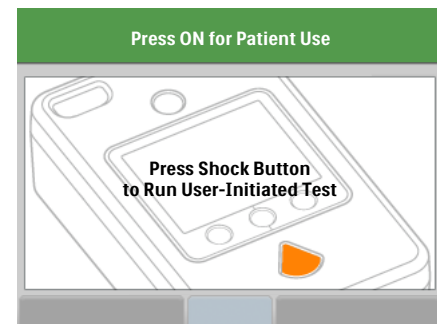 Press ON for Patient Use
Press Shock Button
to Run User-Initiated Test